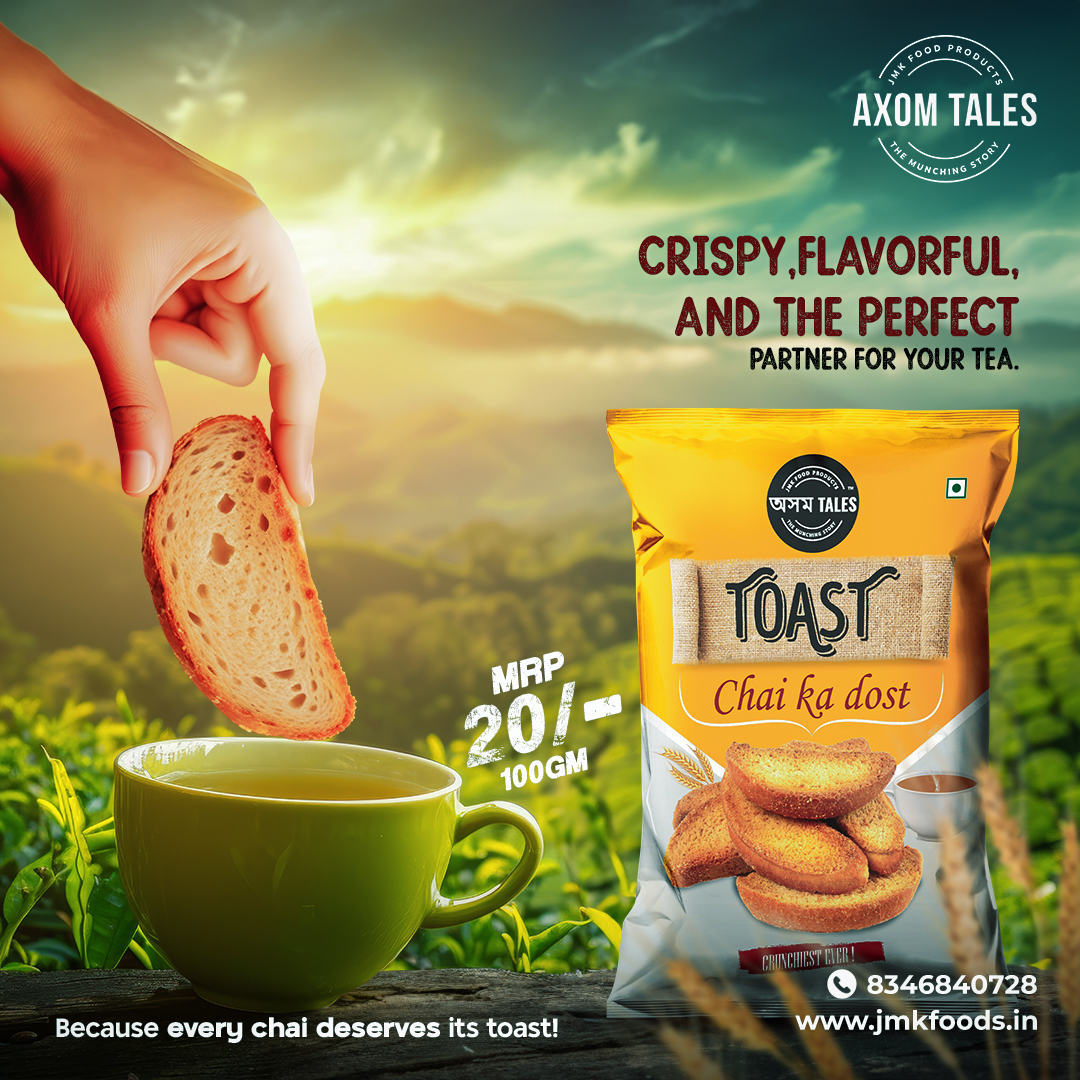 JMK FOOD PRODUCTS
AXOM TALES
THE MUNCHING STORY
CRISPY,FLAVORFUL,
AND THE PERFECT
PARTNER FOR YOUR TEA.
JMK FOOD PRODUCTS
অসম TALES
TM
THE MUNCHING STORY
TOAST
Chai ka dost
MRP
20/-
100GM
CRUNCHIEST EVER !
8346840728
www.jmkfoods.in
Because every chai deserves its toast!